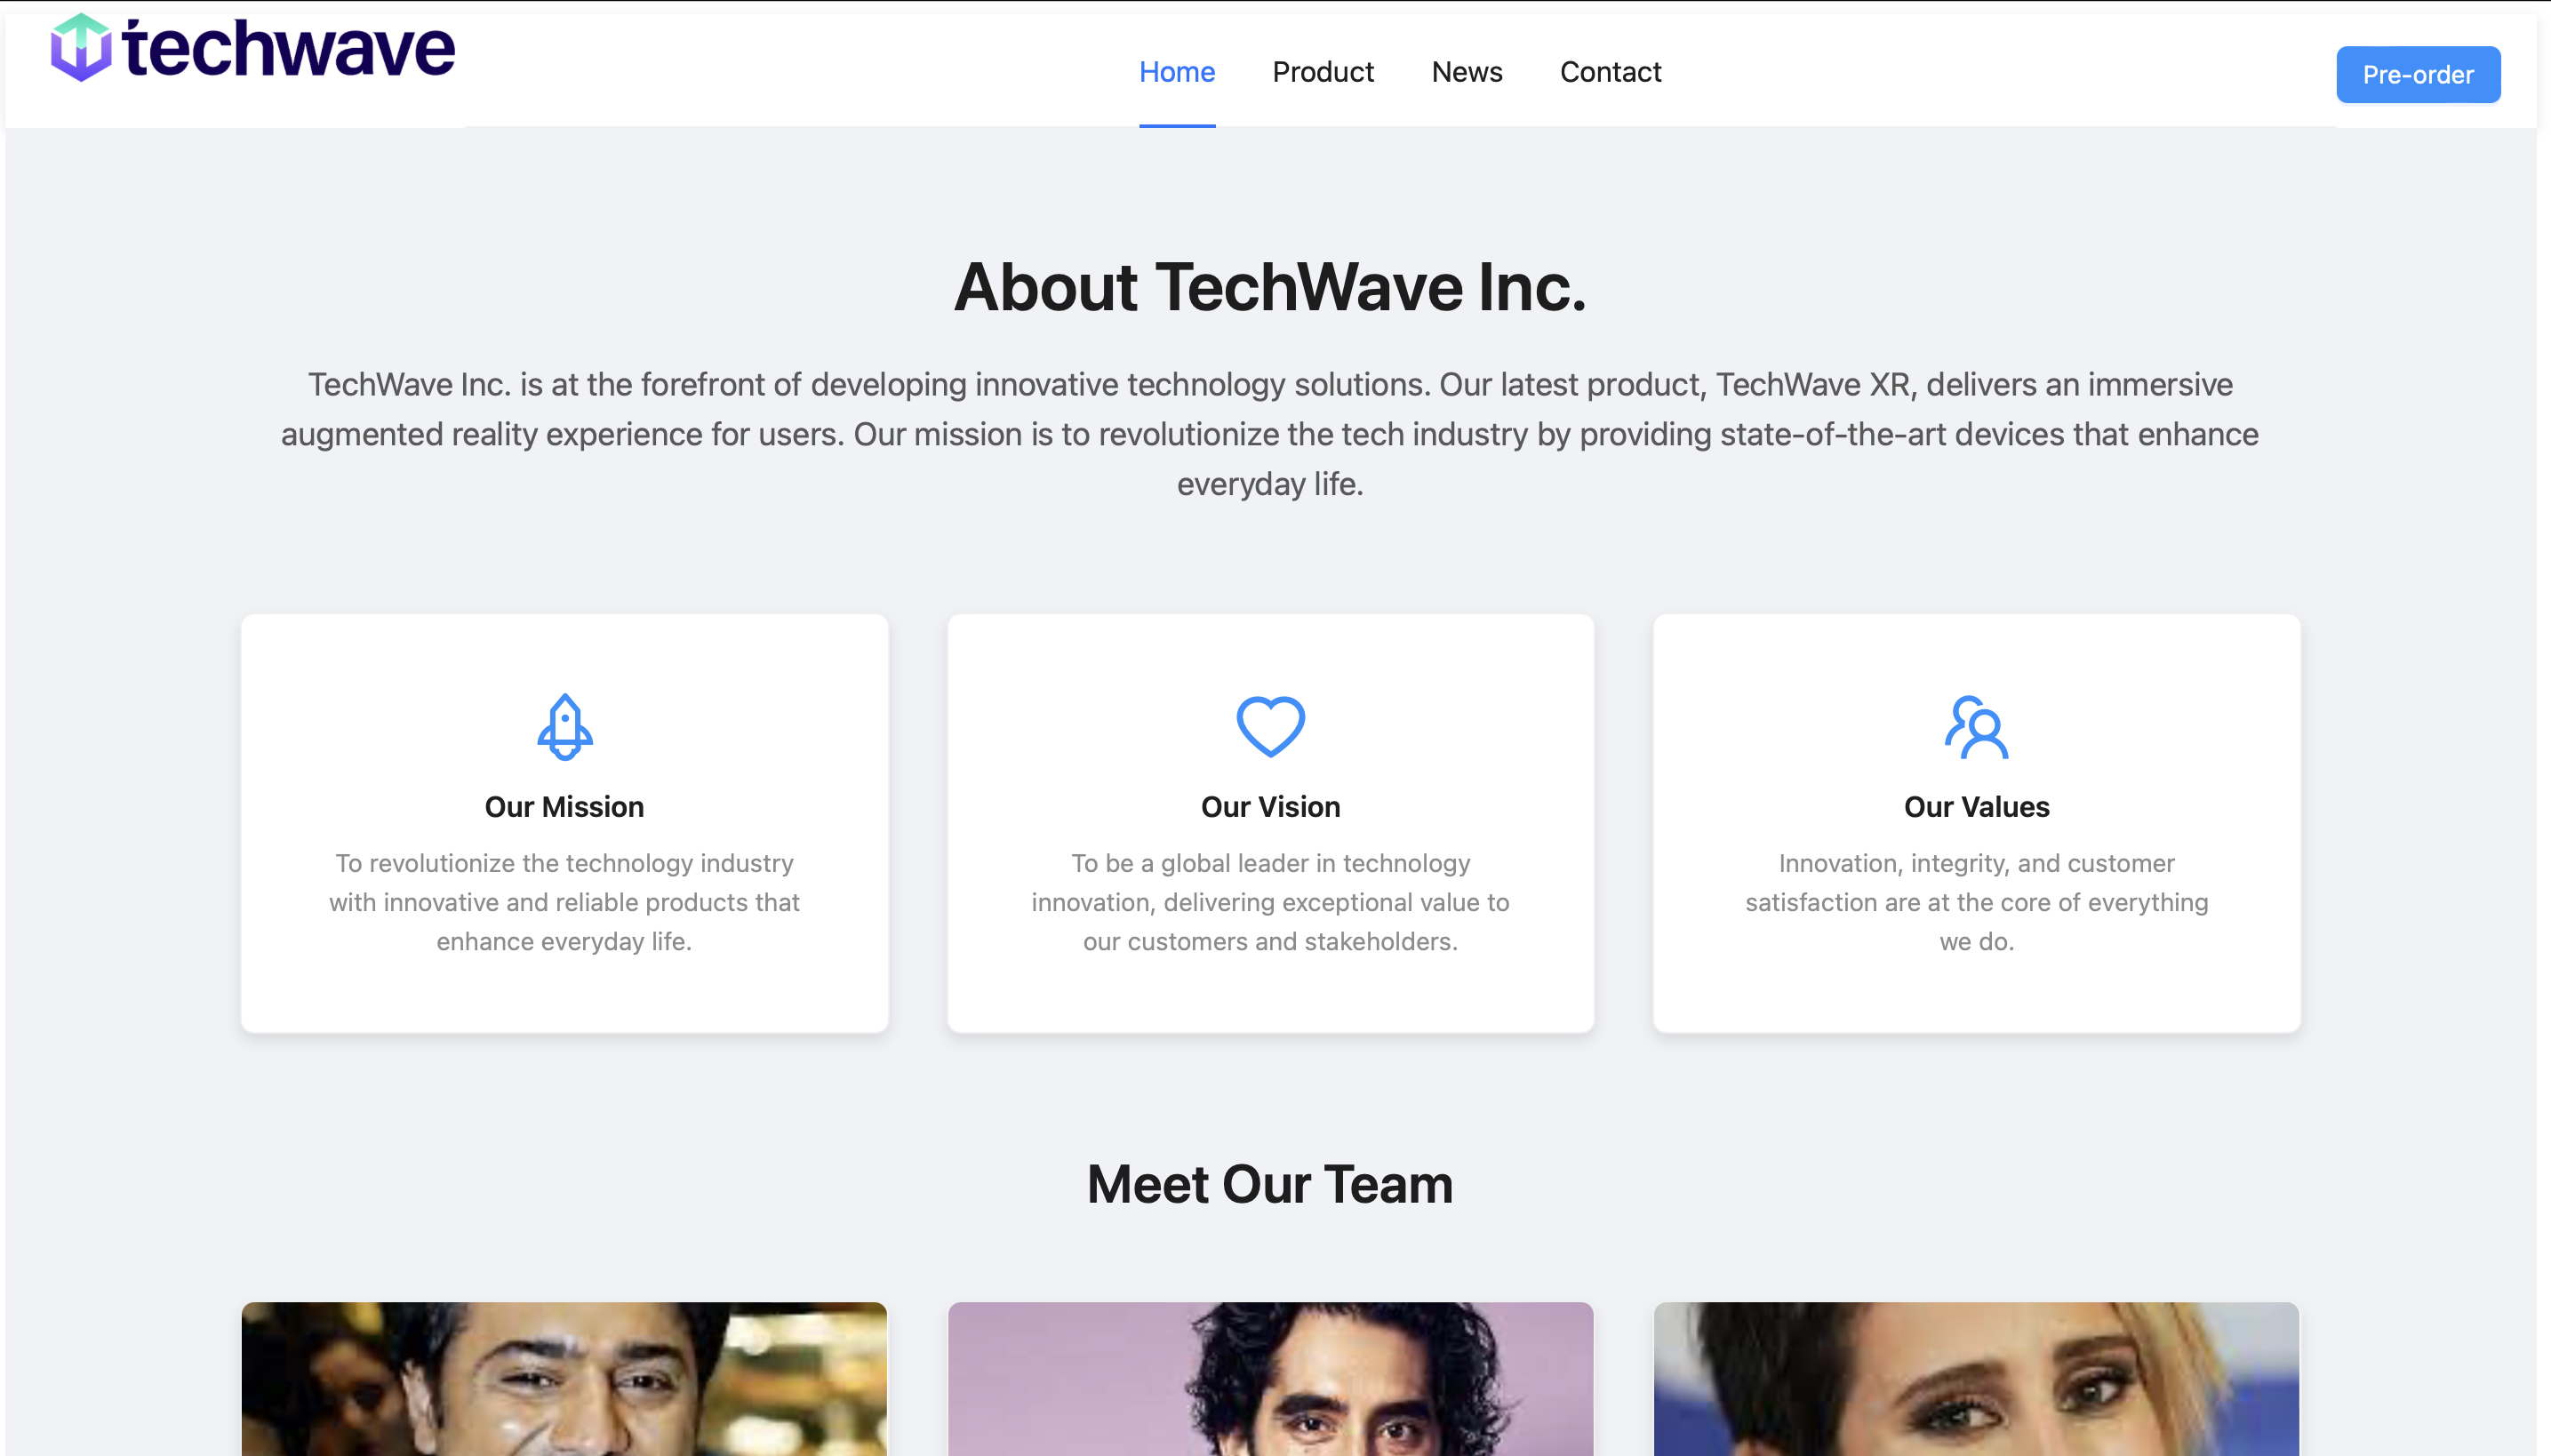 techwave
Home Product News Contact
Pre-order
About TechWave Inc.
TechWave Inc. is at the forefront of developing innovative technology solutions. Our latest product, TechWave XR, delivers an immersive
augmented reality experience for users. Our mission is to revolutionize the tech industry by providing state-of-the-art devices that enhance
everyday life.
Our Mission
To revolutionize the technology industry
with innovative and reliable products that
enhance everyday life.
Our Vision
To be a global leader in technology
innovation, delivering exceptional value to
our customers and stakeholders.
Our Values
Innovation, integrity, and customer
satisfaction are at the core of everything
we do.
Meet Our Team